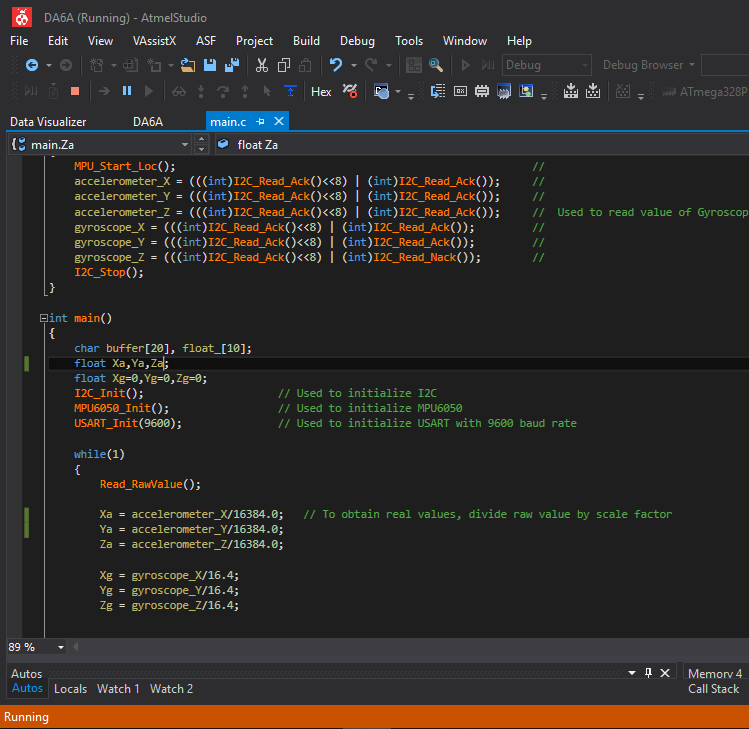 DA6A (Running) - AtmelStudio
File Edit View VAssistX ASF Project Build Debug Tools Window Help
Debug Debug Browser
Hex ATmega328P
Data Visualizer DA6A main.c
main.Za float Za
MPU_Start_Loc(); //
accelerometer_X = (((int)I2C_Read_Ack()<<8) | (int)I2C_Read_Ack()); //
accelerometer_Y = (((int)I2C_Read_Ack()<<8) | (int)I2C_Read_Ack()); //
accelerometer_Z = (((int)I2C_Read_Ack()<<8) | (int)I2C_Read_Ack()); // Used to read value of Gyroscop
gyroscope_X = (((int)I2C_Read_Ack()<<8) | (int)I2C_Read_Ack()); //
gyroscope_Y = (((int)I2C_Read_Ack()<<8) | (int)I2C_Read_Ack()); //
gyroscope_Z = (((int)I2C_Read_Ack()<<8) | (int)I2C_Read_Nack()); //
I2C_Stop();
}
int main()
{
char buffer[20], float_[10];
float Xa,Ya,Za;
float Xg=0,Yg=0,Zg=0;
I2C_Init(); // Used to initialize I2C
MPU6050_Init(); // Used to initialize MPU6050
USART_Init(9600); // Used to initialize USART with 9600 baud rate
while(1)
{
Read_RawValue();
Xa = accelerometer_X/16384.0; // To obtain real values, divide raw value by scale factor
Ya = accelerometer_Y/16384.0;
Za = accelerometer_Z/16384.0;
Xg = gyroscope_X/16.4;
Yg = gyroscope_Y/16.4;
Zg = gyroscope_Z/16.4;
89 %
Autos Memory 4
Autos Locals Watch 1 Watch 2 Call Stack
Running